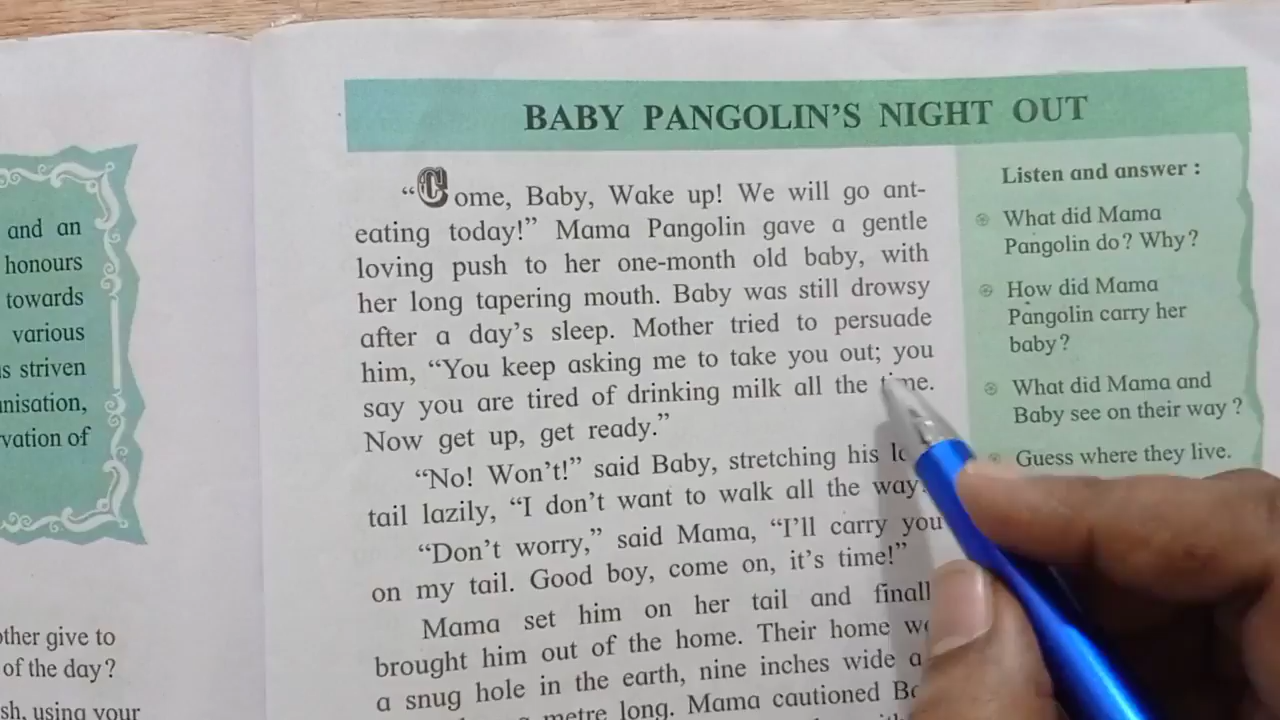 and an
honours
towards
various
striven
vation of
other give to
of the day?
using your
BABY PANGOLIN'S NIGHT OUT
“Come, Baby, Wake up! We will go ant-
eating today!” Mama Pangolin gave a gentle
loving push to her one-month old baby, with
her long tapering mouth. Baby was still drowsy
after a day's sleep. Mother tried to persuade
him, “You keep asking me to take you out; you
say you are tired of drinking milk all the time.
Now get up, get ready.”
“No! Won't!” said Baby, stretching his
tail lazily, “I don't want to walk all the way
“Don't worry,” said Mama, “I'll carry you
on my tail. Good boy, come on, it's time!”
Mama set him on her tail and
brought him out of the home. Their home
a snug hole in the earth, nine inches wide
metre long. Mama cautioned
Listen and answer :
What did Mama
Pangolin do? Why?
How did Mama
Pangolin carry her
baby?
What did Mama and
Baby see on their way?
Guess where they live.